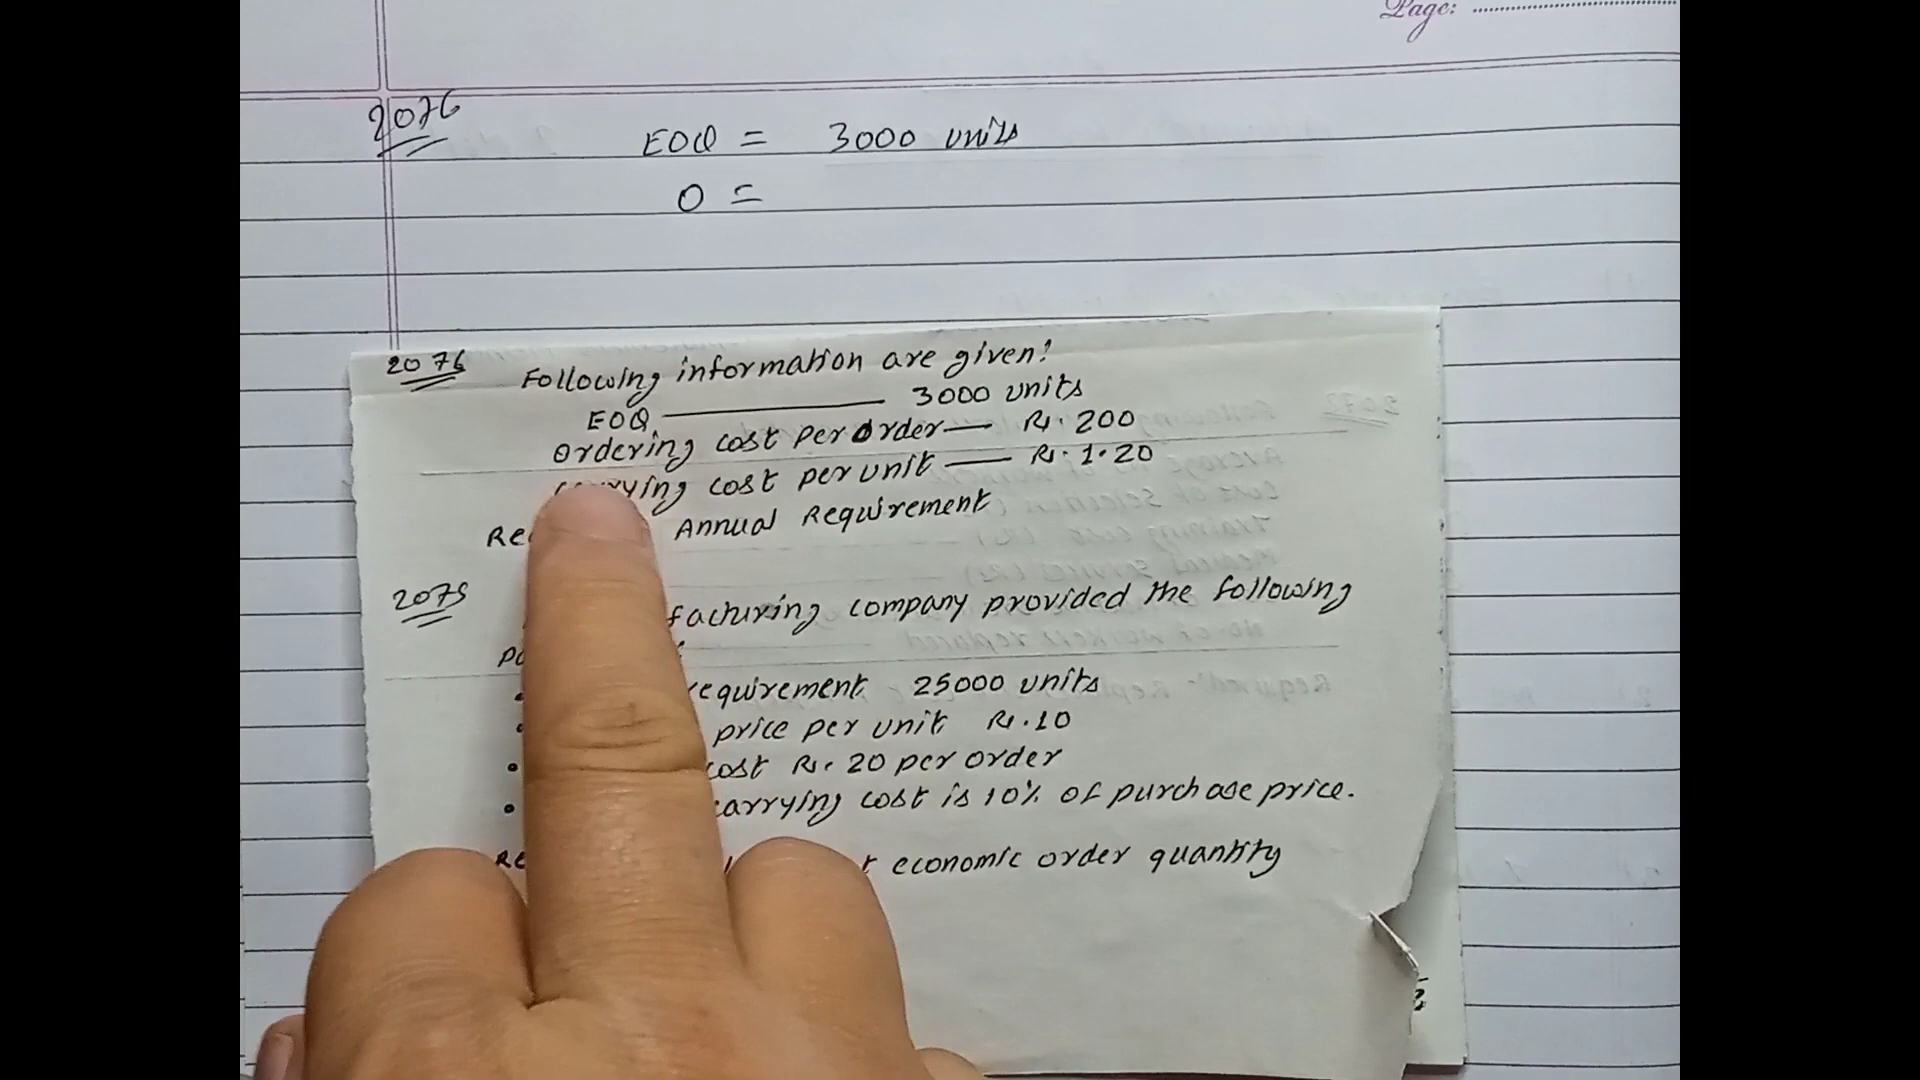 Page:
2076
EOQ = 3000 units
O =
2076 Following information are given:
EOQ 3000 units
Ordering cost per order Rs. 200
carrying cost per unit Rs. 1.20
Annual Requirement
2075
company provided the following
requirement 25000 units
price per unit Rs. 10
cost Rs. 20 per order
carrying cost is 10% of purchase price.
economic order quantity